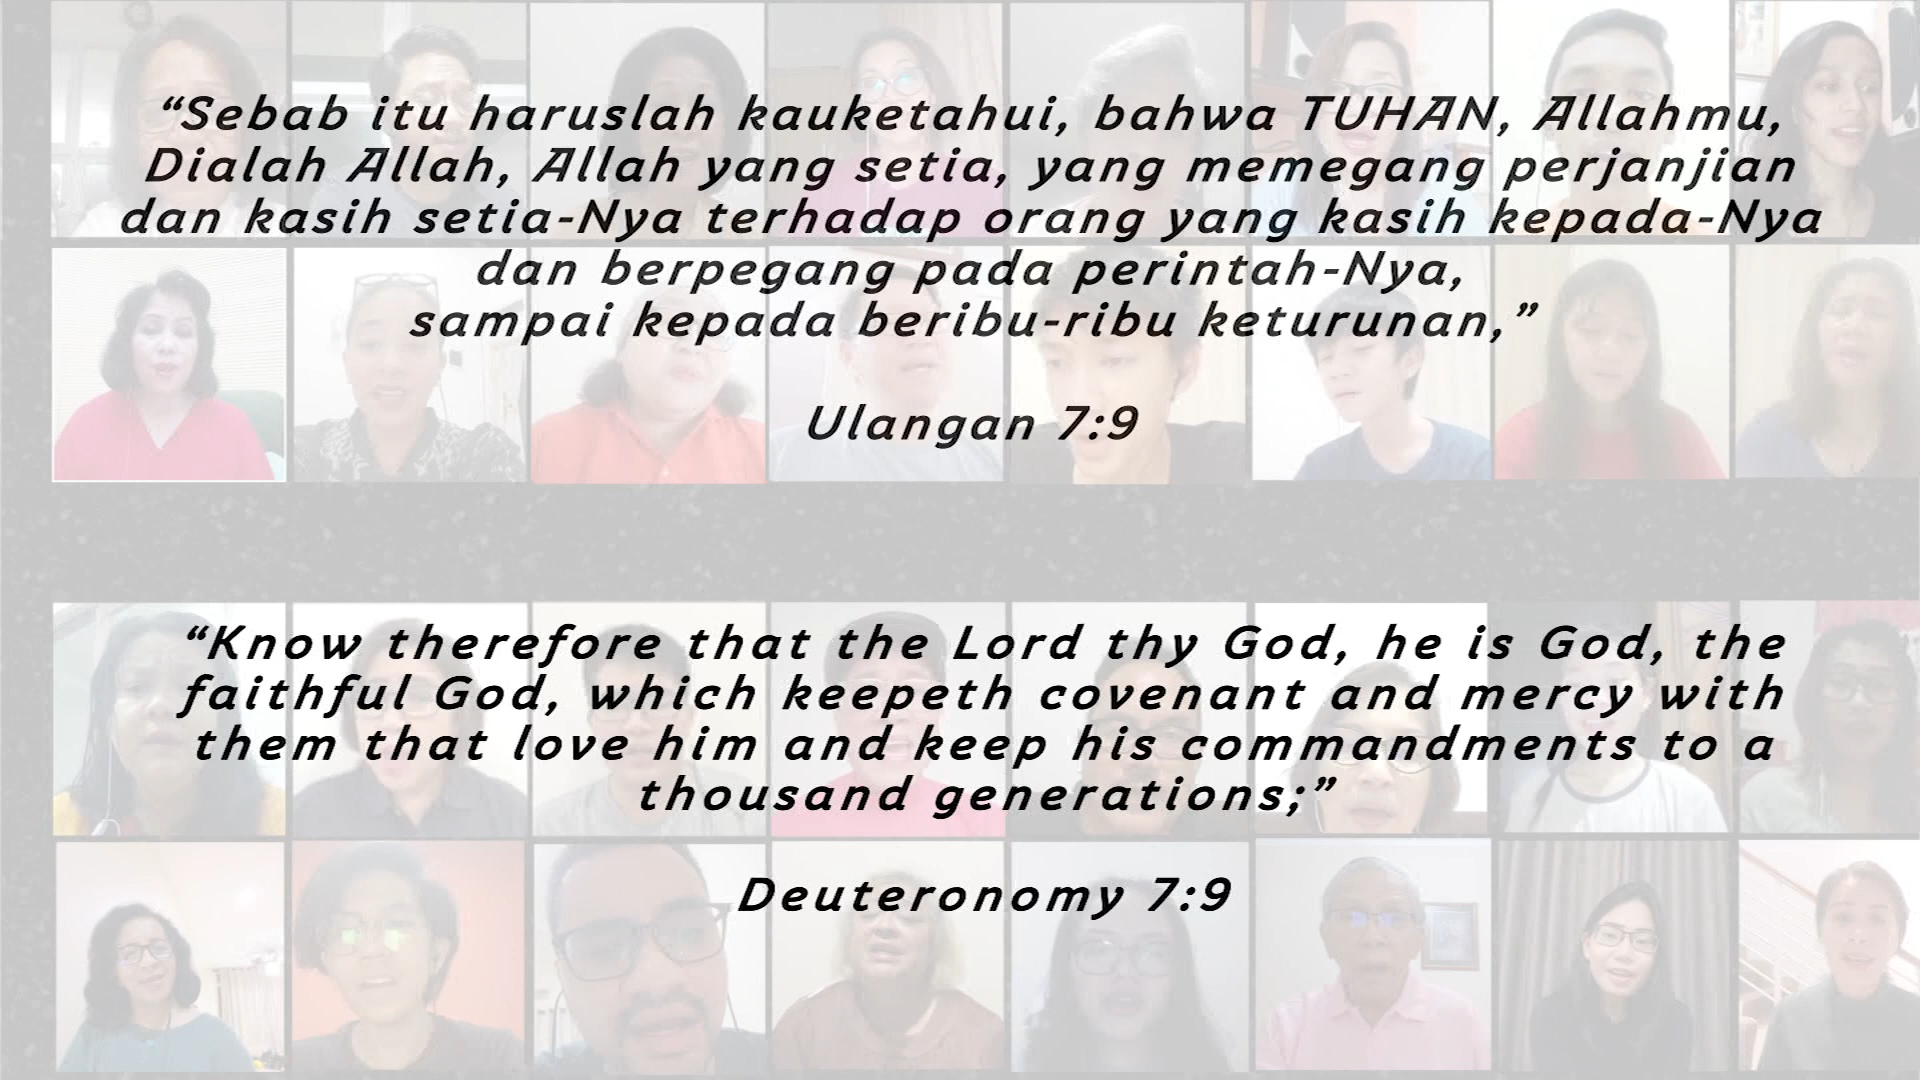 “Sebab itu haruslah kauketahui, bahwa TUHAN, Allahmu,
Dialah Allah, Allah yang setia, yang memegang perjanjian
dan kasih setia-Nya terhadap orang yang kasih kepada-Nya
dan berpegang pada perintah-Nya,
sampai kepada beribu-ribu keturunan,”
Ulangan 7:9
“Know therefore that the Lord thy God, he is God, the
faithful God, which keepeth covenant and mercy with
them that love him and keep his commandments to a
thousand generations;”
Deuteronomy 7:9